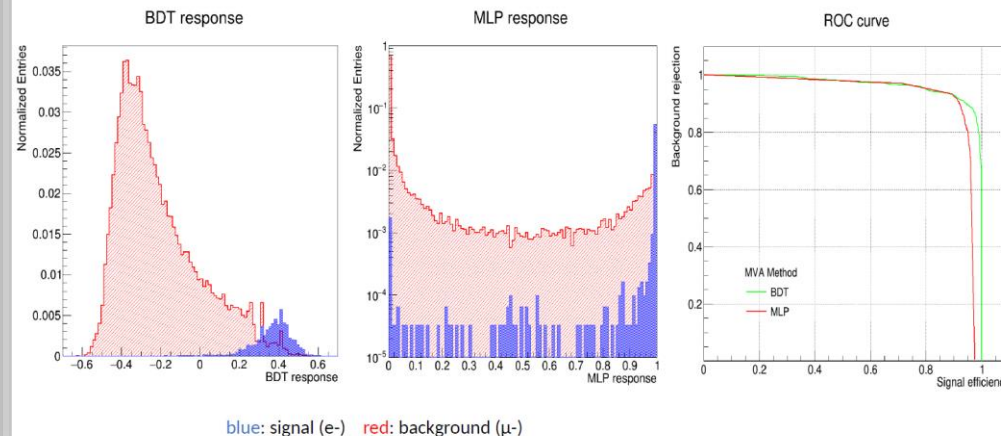 BDT response
Normalized Entries
0.035
0.03
0.025
0.02
0.015
0.01
0.005
0
−0.6 −0.4 −0.2 0 0.2 0.4 0.6
BDT response
MLP response
Normalized Entries
1
10−1
10−2
10−3
10−4
10−5
0 0.1 0.2 0.3 0.4 0.5 0.6 0.7 0.8 0.9 1
MLP response
ROC curve
Background rejection
1
0.8
0.6
0.4
0.2
MVA Method
BDT
MLP
0 0.2 0.4 0.6 0.8 1
Signal efficienc
blue: signal (e-) red: background (μ-)